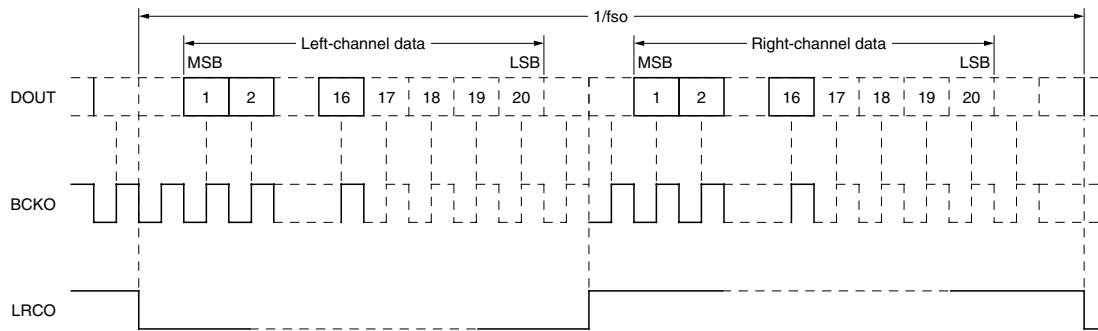 1/fso
Left-channel data Right-channel data
MSB LSB MSB LSB
DOUT 1 2 16 17 18 19 20 1 2 16 17 18 19 20
BCKO
LRCO